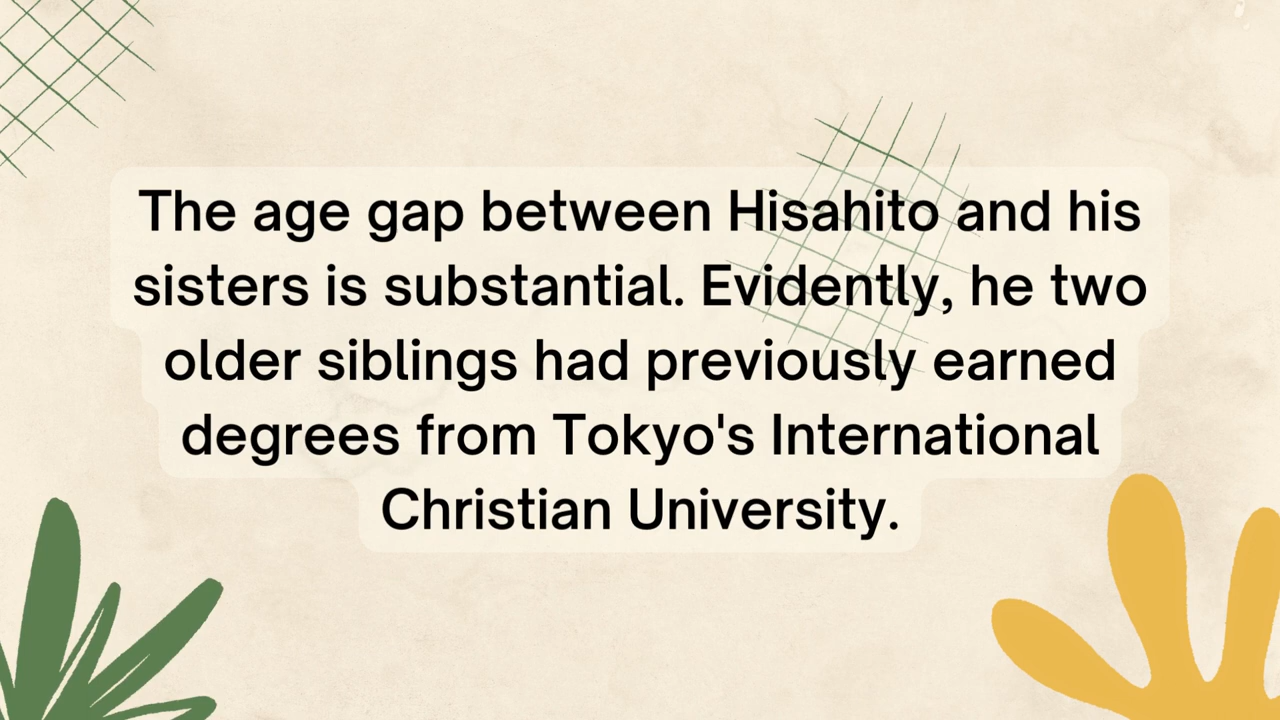 The age gap between Hisahito and his
sisters is substantial. Evidently, he two
older siblings had previously earned
degrees from Tokyo's International
Christian University.